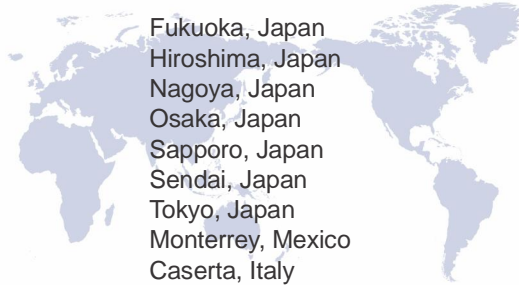 Fukuoka, Japan
Hiroshima, Japan
Nagoya, Japan
Osaka, Japan
Sapporo, Japan
Sendai, Japan
Tokyo, Japan
Monterrey, Mexico
Caserta, Italy